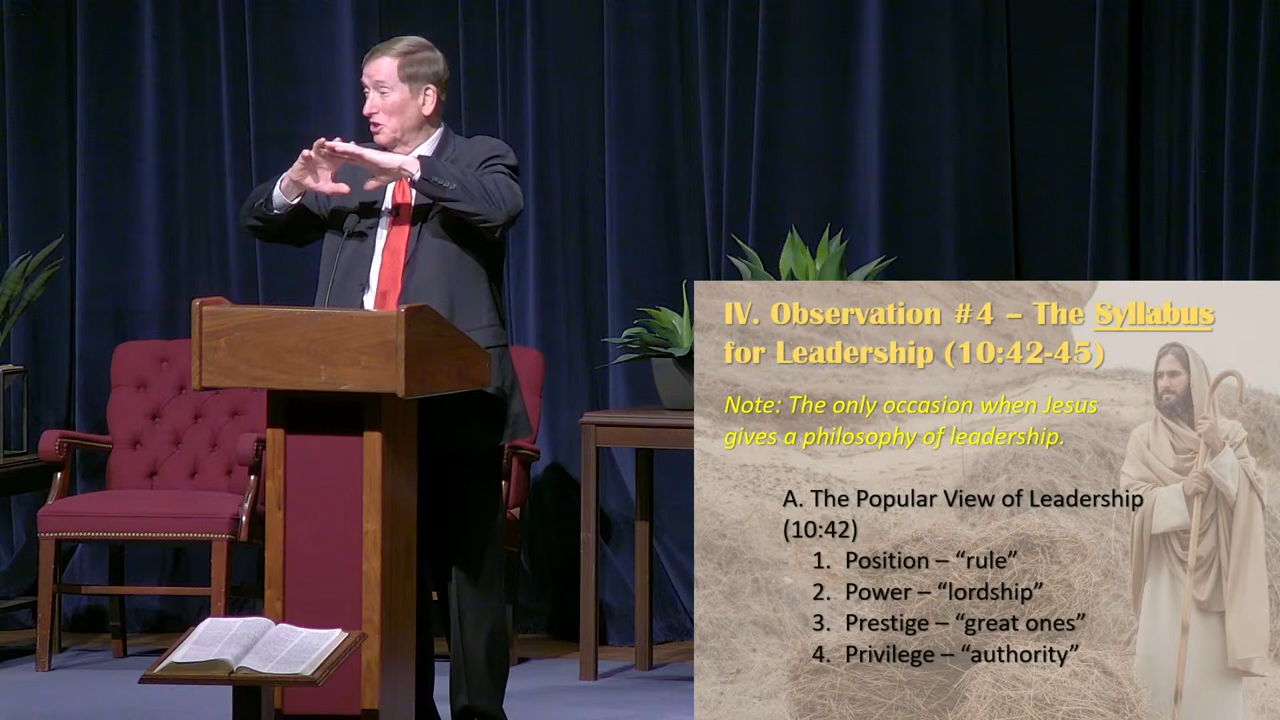 IV. Observation #4 – The Syllabus
for Leadership (10:42-45)
Note: The only occasion when Jesus
gives a philosophy of leadership.
A. The Popular View of Leadership
(10:42)
1. Position – “rule”
2. Power – “lordship”
3. Prestige – “great ones”
4. Privilege – “authority”